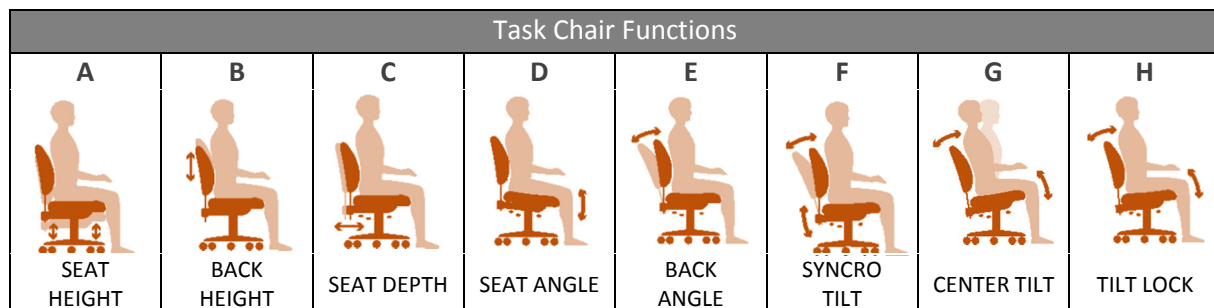 Task Chair Functions
A B C D E F G H
SEAT HEIGHT
BACK HEIGHT
SEAT DEPTH
SEAT ANGLE
BACK ANGLE
SYNCRO TILT
CENTER TILT
TILT LOCK